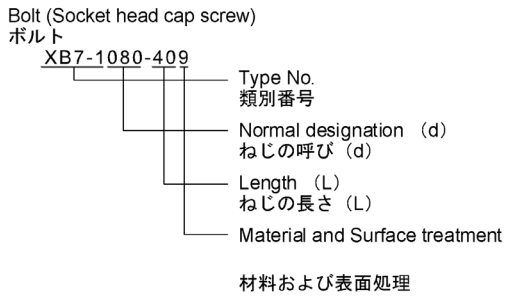 Bolt (Socket head cap screw)
ボルト
XB7-1080-409
Type No.
類別番号
Normal designation （d）
ねじの呼び（d）
Length （L）
ねじの長さ（L）
Material and Surface treatment
材料および表面処理